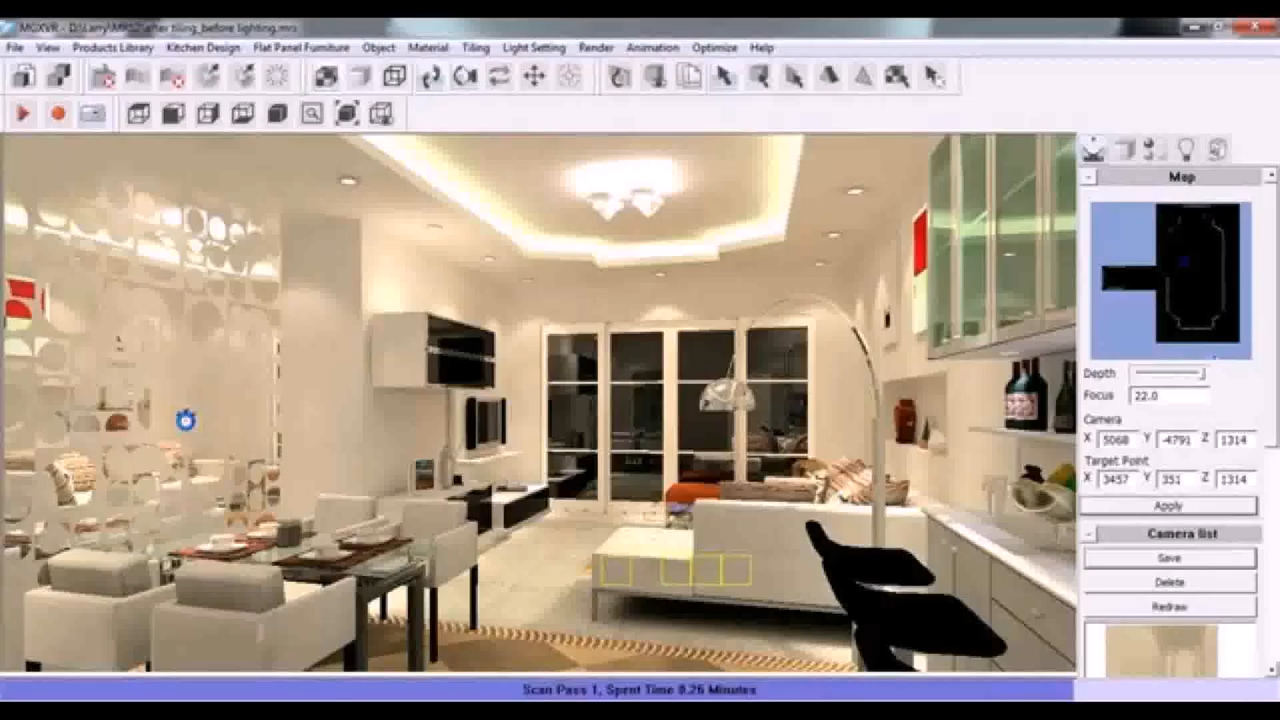 MGXVR - D:\Larry\MRS2\after tiling_before lighting.mrs
File View Products Library Kitchen Design Flat Panel Furniture Object Material Tiling Light Setting Render Animation Optimize Help
Map
Depth
Focus 22.0
Camera
X 5068 Y -4791 Z 1314
Target Point
X 3457 Y 351 Z 1314
Apply
Camera list
Save
Delete
Redraw
Scan Pass 1, Spent Time 0.26 Minutes